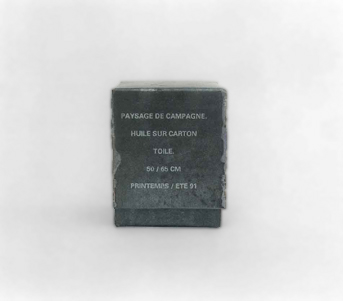 PAYSAGE DE CAMPAGNE.
HUILE SUR CARTON
TOILE.
50 / 65 CM
PRINTEMPS / ETE 91